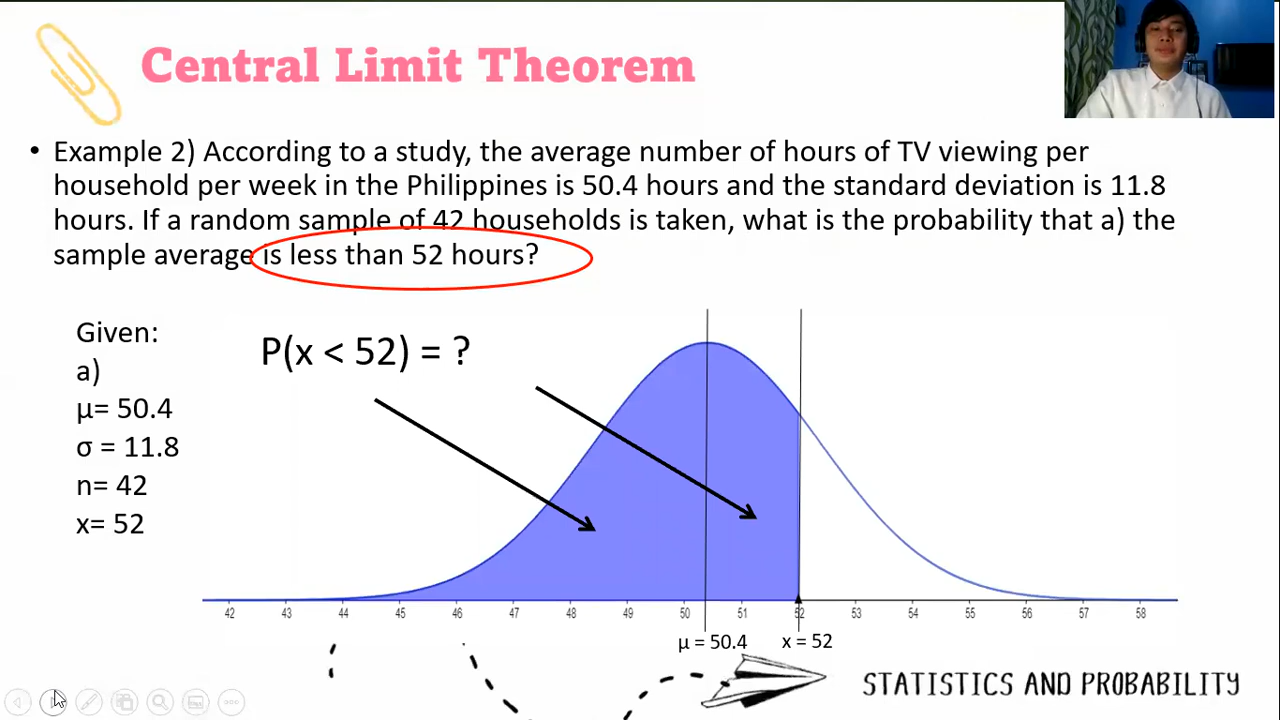 Central Limit Theorem
• Example 2) According to a study, the average number of hours of TV viewing per
household per week in the Philippines is 50.4 hours and the standard deviation is 11.8
hours. If a random sample of 42 households is taken, what is the probability that a) the
sample average is less than 52 hours?
Given:
a)
μ= 50.4
σ = 11.8
n= 42
x= 52
P(x < 52) = ?
42 43 44 45 46 47 48 49 50 51 52 53 54 55 56 57 58
μ = 50.4 x = 52
STATISTICS AND PROBABILITY